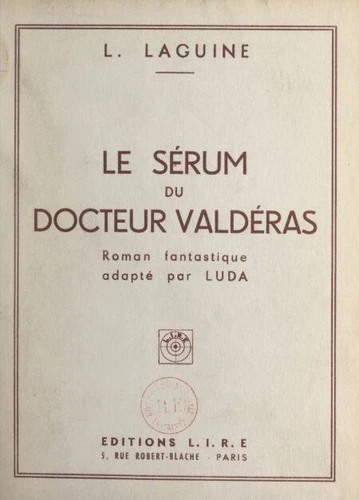 L. LAGUINE
LE SÉRUM
DU
DOCTEUR VALDÉRAS
Roman fantastique
adapté par LUDA
L.I.R.E
EDITIONS L. I. R. E
5, RUE ROBERT-BLACHE - PARIS